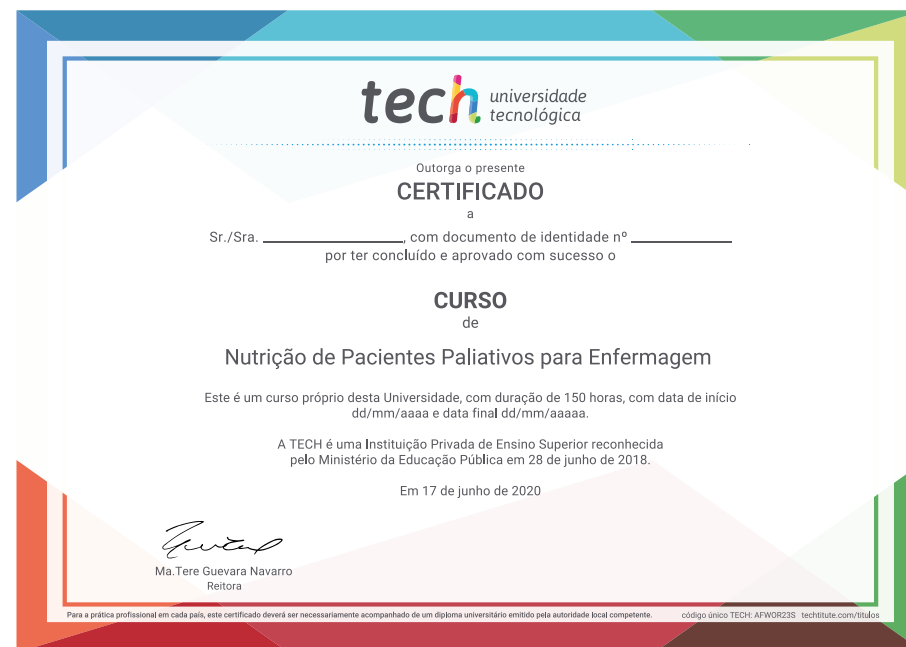 tech universidade
tecnológica
Outorga o presente
CERTIFICADO
a
Sr./Sra. ____________________, com documento de identidade nº ______________
por ter concluído e aprovado com sucesso o
CURSO
de
Nutrição de Pacientes Paliativos para Enfermagem
Este é um curso próprio desta Universidade, com duração de 150 horas, com data de início
dd/mm/aaaa e data final dd/mm/aaaaa.
A TECH é uma Instituição Privada de Ensino Superior reconhecida
pelo Ministério da Educação Pública em 28 de junho de 2018.
Em 17 de junho de 2020
Ma.Tere Guevara Navarro
Reitora
Para a prática profissional em cada país, este certificado deverá ser necessariamente acompanhado de um diploma universitário emitido pela autoridade local competente. código único TECH: AFWOR23S techtitute.com/titulos